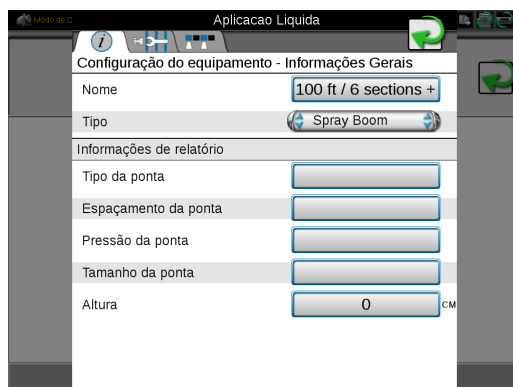 Modo de C
Aplicacao Liquida
Configuração do equipamento - Informações Gerais
Nome
100 ft / 6 sections +
Tipo
Spray Boom
Informações de relatório
Tipo da ponta
Espaçamento da ponta
Pressão da ponta
Tamanho da ponta
Altura
0
CM